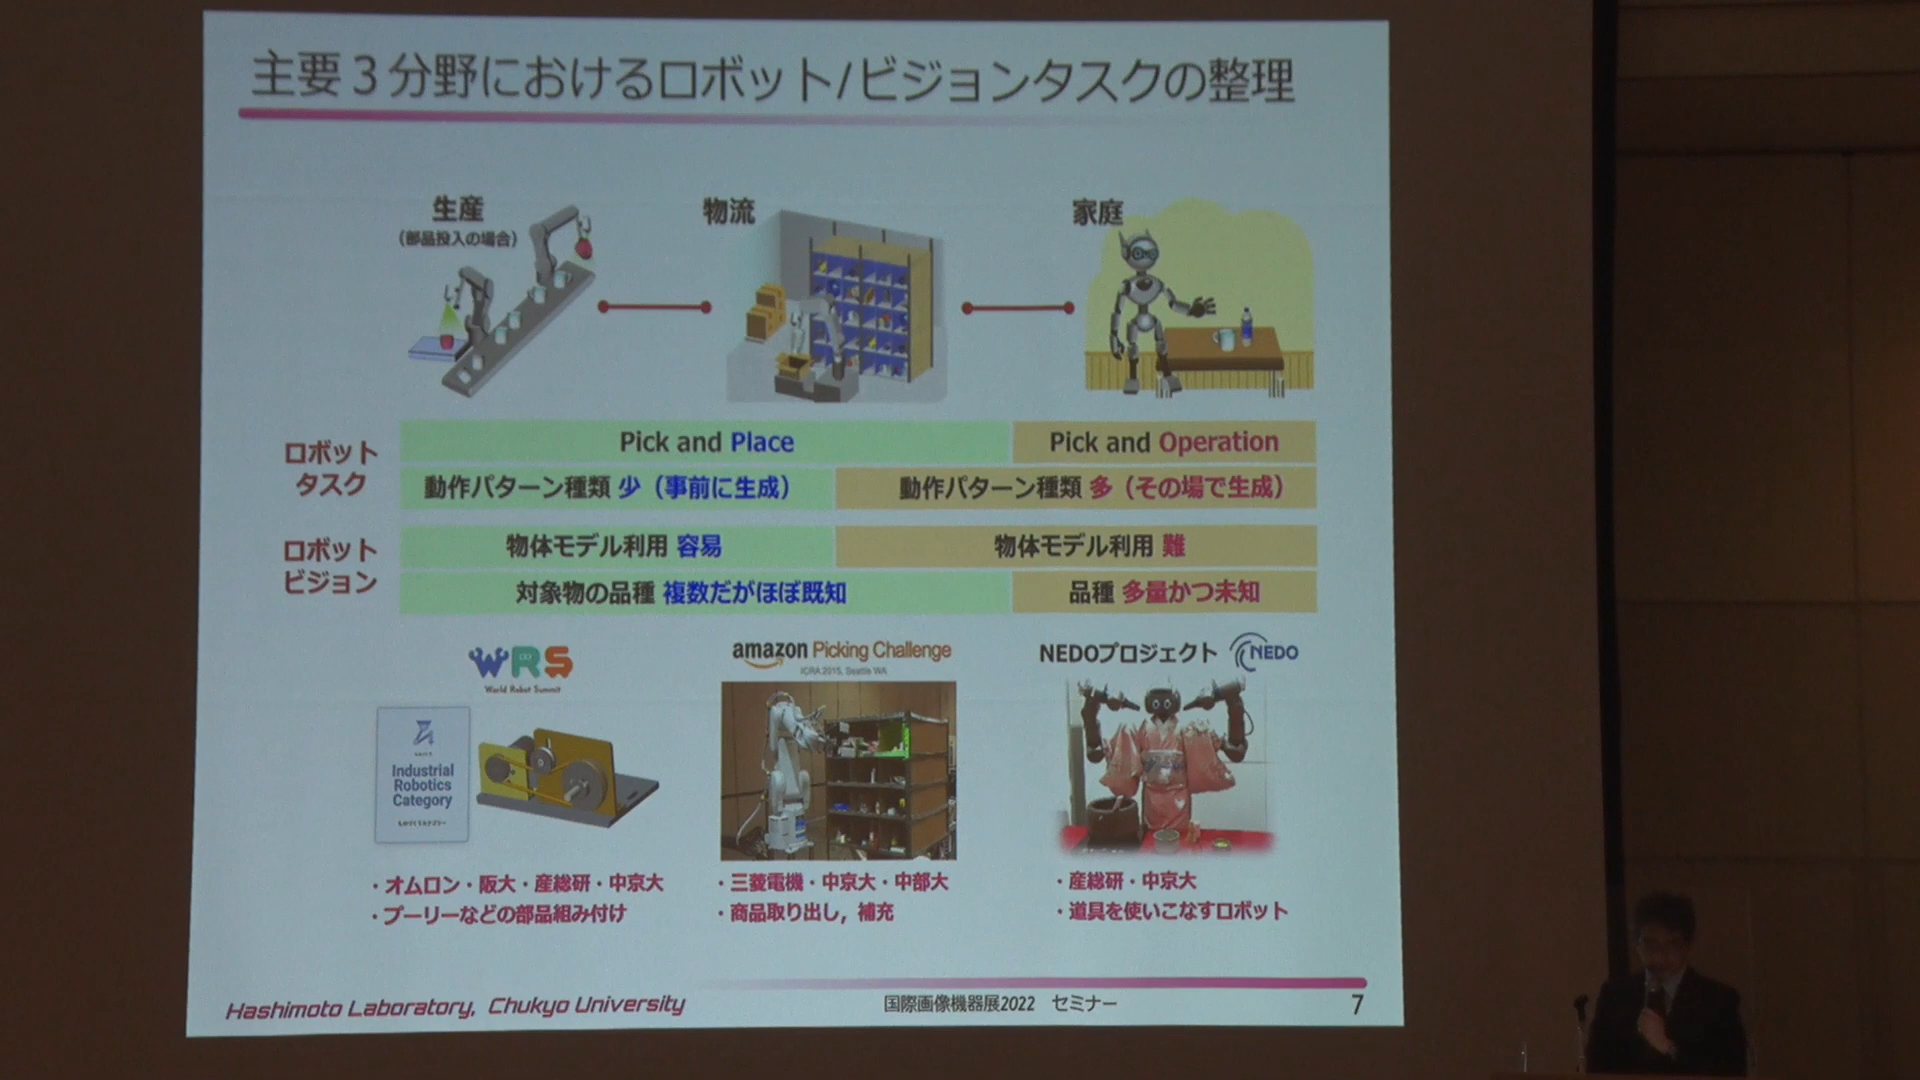 主要３分野におけるロボット/ビジョンタスクの整理
生産
（部品投入の場合）
物流
家庭
ロボット
タスク
Pick and Place
Pick and Operation
動作パターン種類 少（事前に生成）
動作パターン種類 多（その場で生成）
ロボット
ビジョン
物体モデル利用 容易
物体モデル利用 難
対象物の品種 複数だがほぼ既知
品種 多量かつ未知
WRS
World Robot Summit
Industrial
Robotics
Category
amazon Picking Challenge
ICRA 2015, Seattle WA
NEDOプロジェクト
NEDO
・オムロン・阪大・産総研・中京大
・プーリーなどの部品組み付け
・三菱電機・中京大・中部大
・商品取り出し，補充
・産総研・中京大
・道具を使いこなすロボット
Hashimoto Laboratory, Chukyo University
国際画像機器展2022　セミナー
7